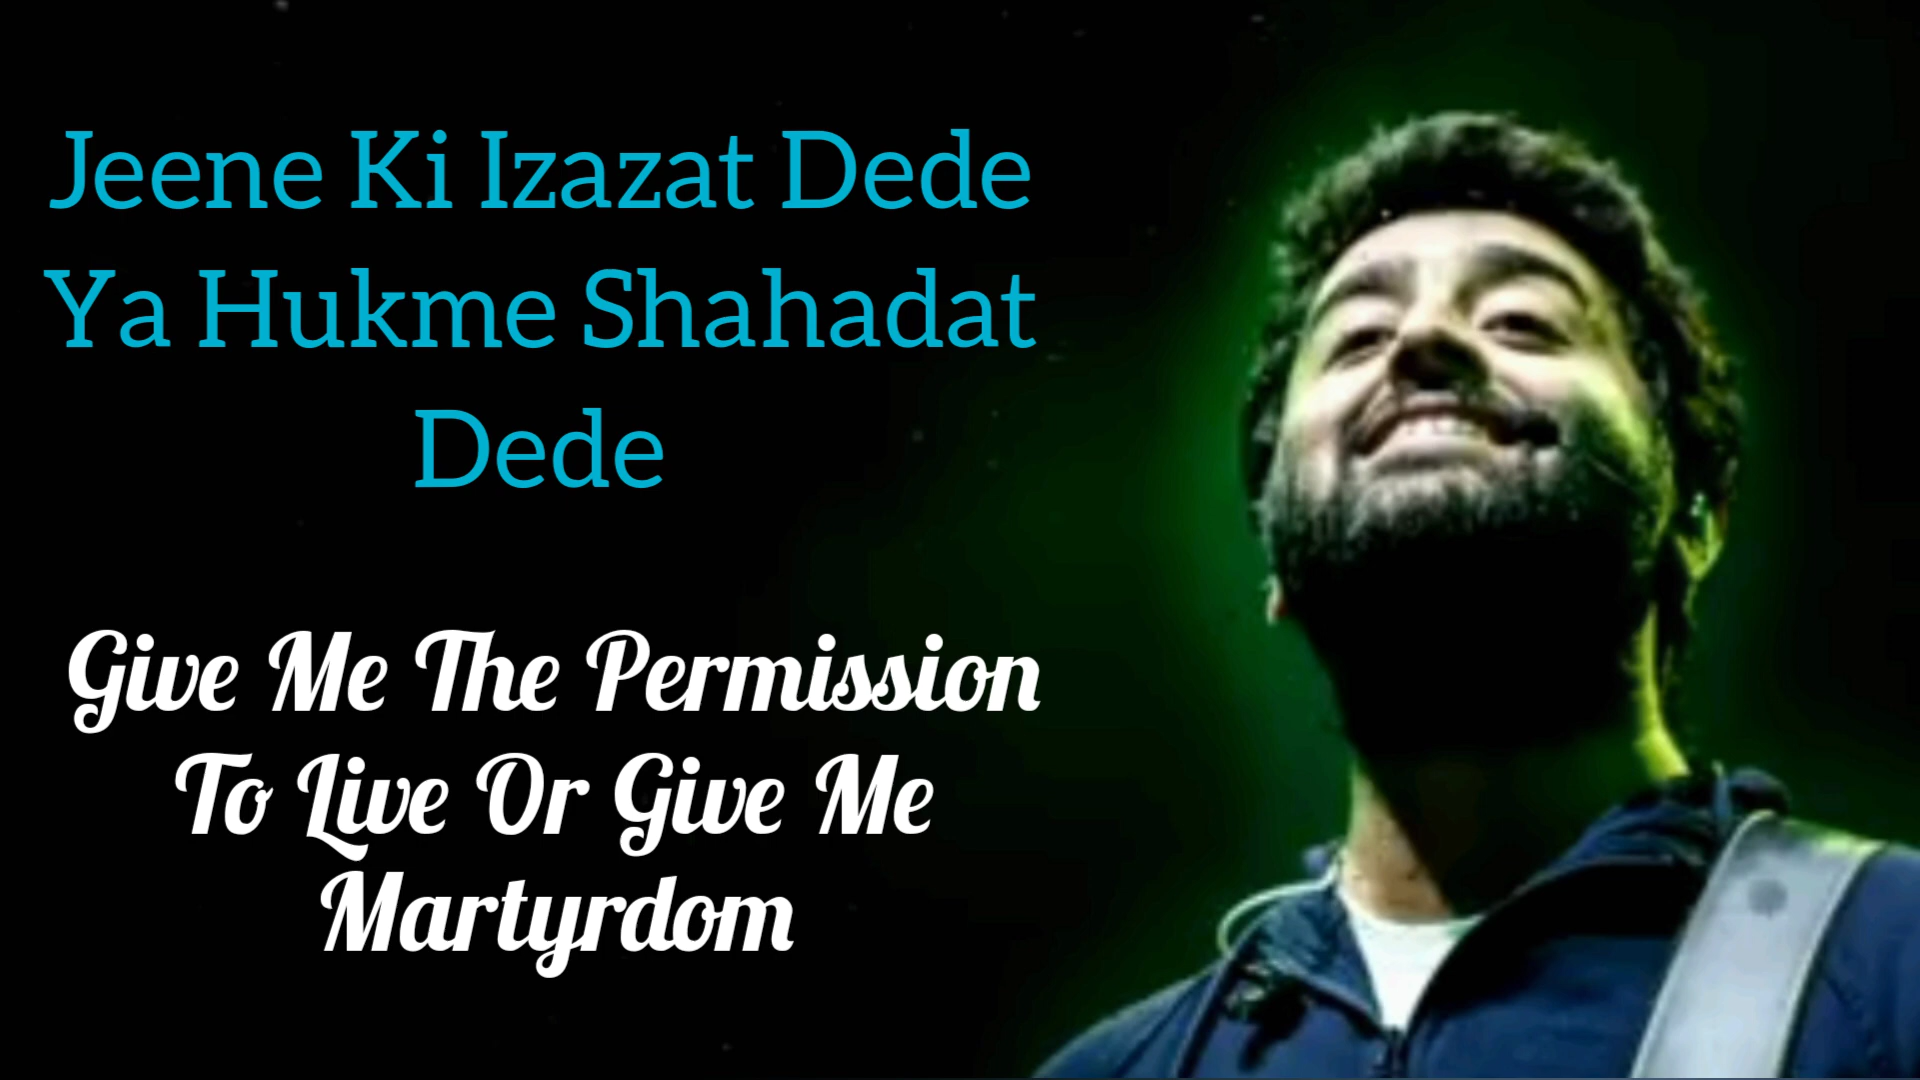 Jeene Ki Izazat Dede
Ya Hukme Shahadat
Dede
Give Me The Permission
To Live Or Give Me
Martyrdom